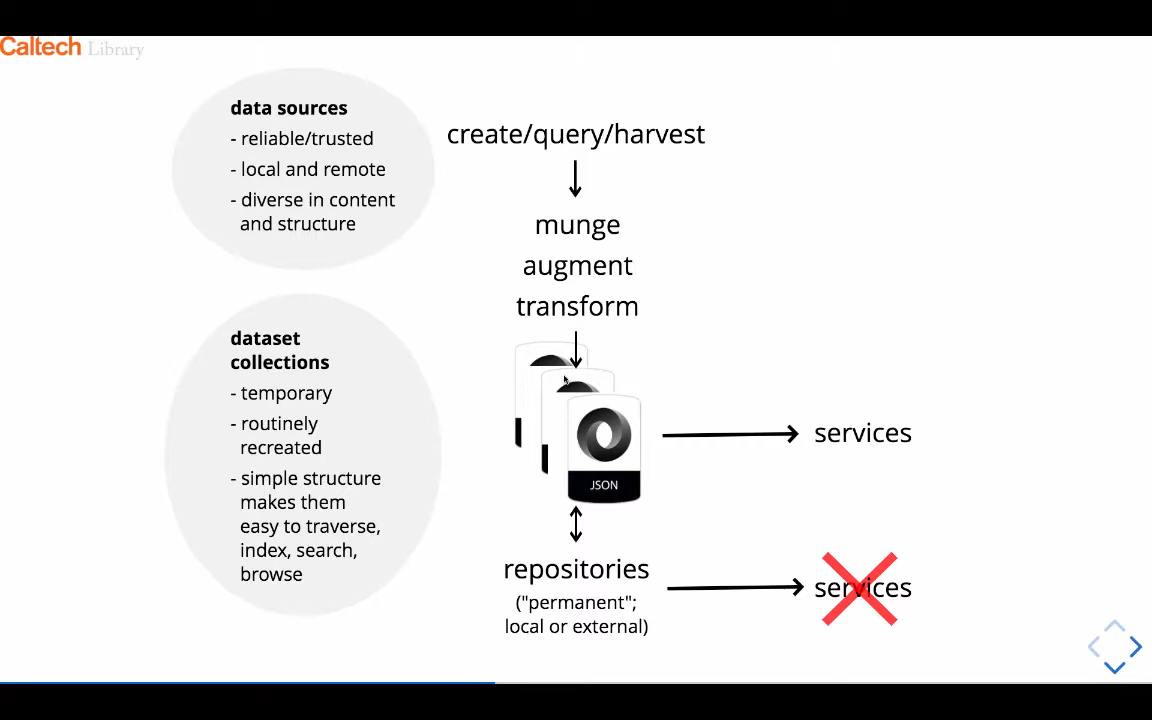 Caltech Library
data sources
- reliable/trusted
- local and remote
- diverse in content
and structure
create/query/harvest
munge
augment
transform
dataset
collections
- temporary
- routinely
recreated
- simple structure
makes them
easy to traverse,
index, search,
browse
JSON
services
repositories
("permanent";
local or external)
services